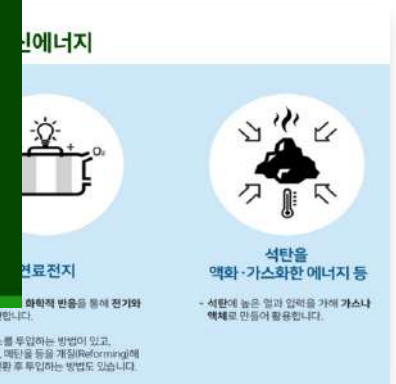 신에너지
+
O₂
연료전지
화학적 반응을 통해 전기와
합니다.
를 투입하는 방법이 있고,
메탄올 등을 개질(Reforming)해
환 후 투입하는 방법도 있습니다.
석탄을
액화·가스화한 에너지 등
- 석탄에 높은 열과 압력을 가해 가스나
액체로 만들어 활용합니다.